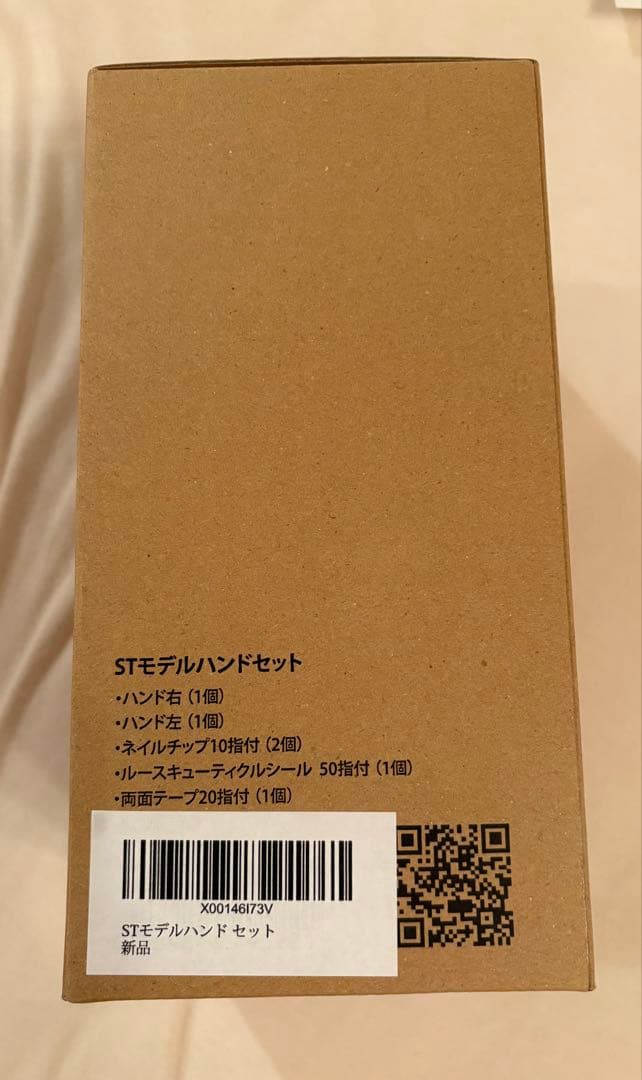 STモデルハンドセット
・ハンド右（1個）
・ハンド左（1個）
・ネイルチップ10指付（2個）
・ルースキューティクルシール 50指付（1個）
・両面テープ20指付（1個）
X00146I73V
STモデルハンド セット
新品